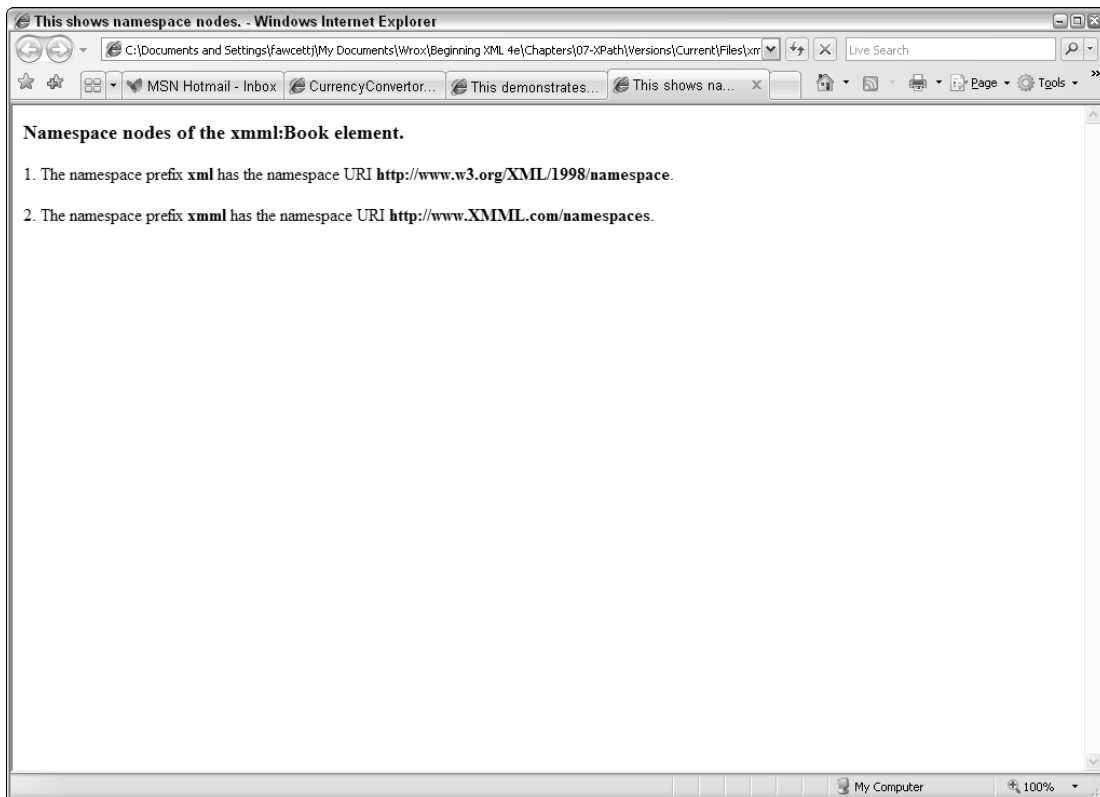 This shows namespace nodes. - Windows Internet Explorer
C:\Documents and Settings\fawcettj\My Documents\Wrox\Beginning XML 4e\Chapters\07-XPath\Versions\Current\Files\xm
Live Search
MSN Hotmail - Inbox
CurrencyConvertor...
This demonstrates...
This shows na...
Page
Tools
»
Namespace nodes of the xmml:Book element.
1. The namespace prefix xml has the namespace URI http://www.w3.org/XML/1998/namespace.
2. The namespace prefix xmml has the namespace URI http://www.XMML.com/namespaces.
My Computer
100%